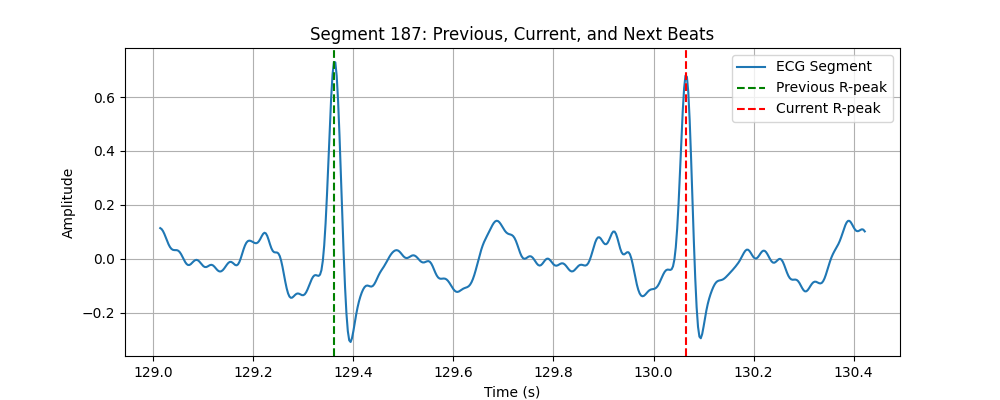 Segment 187: Previous, Current, and Next Beats
ECG Segment
Previous R-peak
Current R-peak
Amplitude
0.6
0.4
0.2
0.0
−0.2
129.0 129.2 129.4 129.6 129.8 130.0 130.2 130.4
Time (s)